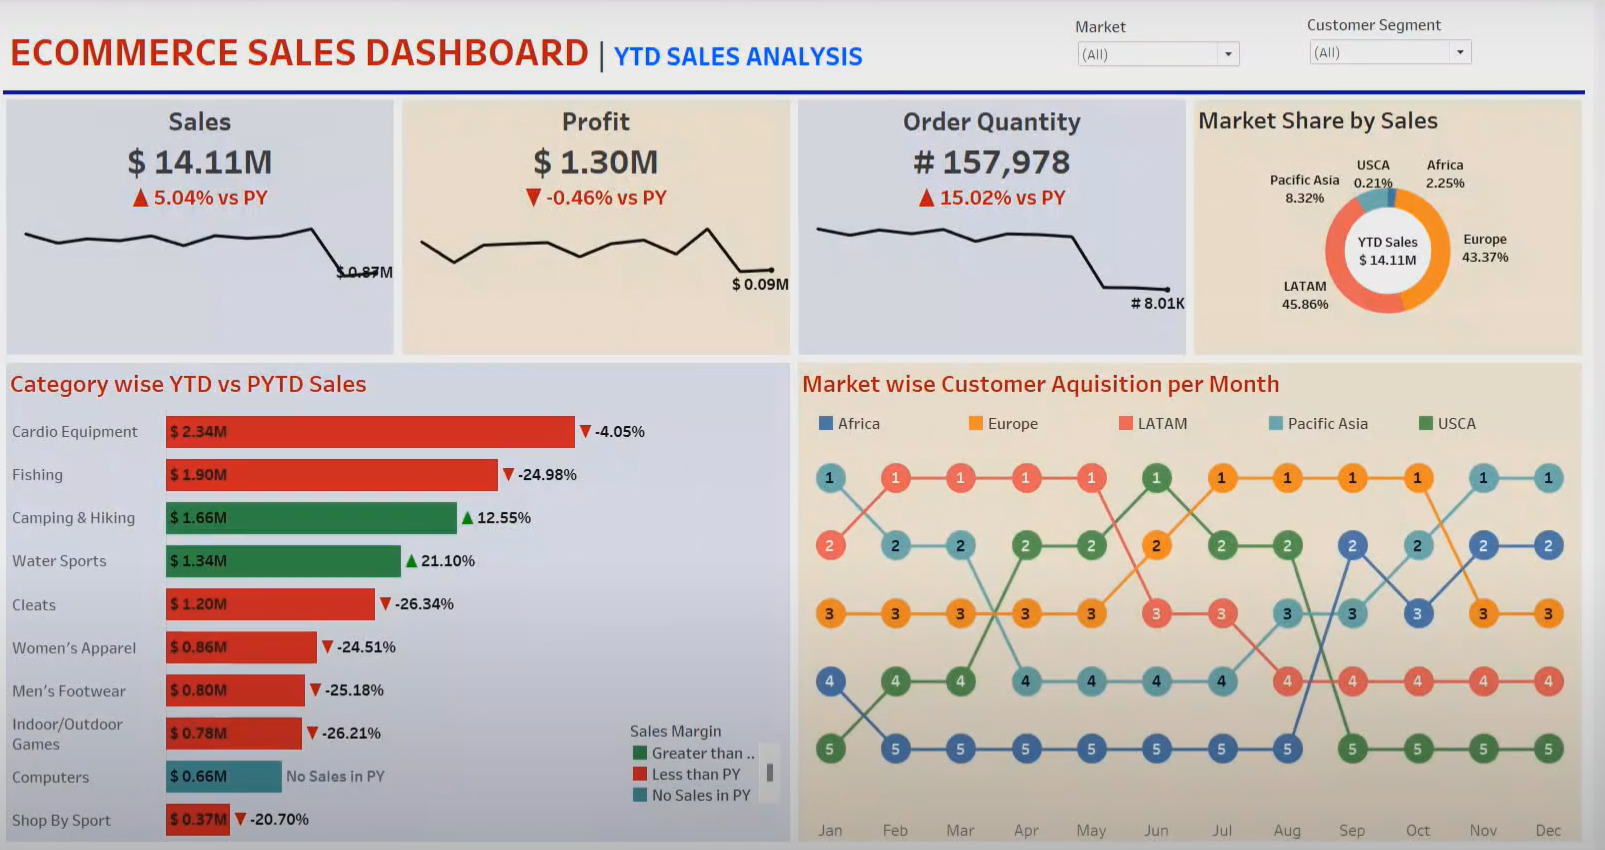 ECOMMERCE SALES DASHBOARD | YTD SALES ANALYSIS
Market
(All)
Customer Segment
(All)
Sales
$ 14.11M
▲ 5.04% vs PY
$ 0.87M
Profit
$ 1.30M
▼ -0.46% vs PY
$ 0.09M
Order Quantity
# 157,978
▲ 15.02% vs PY
# 8.01K
Market Share by Sales
USCA
0.21%
Africa
2.25%
Pacific Asia
8.32%
YTD Sales
$ 14.11M
Europe
43.37%
LATAM
45.86%
Category wise YTD vs PYTD Sales
Cardio Equipment $ 2.34M ▼ -4.05%
Fishing $ 1.90M ▼ -24.98%
Camping & Hiking $ 1.66M ▲ 12.55%
Water Sports $ 1.34M ▲ 21.10%
Cleats $ 1.20M ▼ -26.34%
Women's Apparel $ 0.86M ▼ -24.51%
Men's Footwear $ 0.80M ▼ -25.18%
Indoor/Outdoor
Games $ 0.78M ▼ -26.21%
Computers $ 0.66M No Sales in PY
Shop By Sport $ 0.37M ▼ -20.70%
Sales Margin
Greater than ..
Less than PY
No Sales in PY
Market wise Customer Aquisition per Month
Africa Europe LATAM Pacific Asia USCA
1 1 1 1 1 1 1 1 1 1 1 1
2 2 2 2 2 2 2 2 2 2 2 2
3 3 3 3 3 3 3 3 3 3 3 3
4 4 4 4 4 4 4 4 4 4 4 4
5 5 5 5 5 5 5 5 5 5 5 5
Jan Feb Mar Apr May Jun Jul Aug Sep Oct Nov Dec